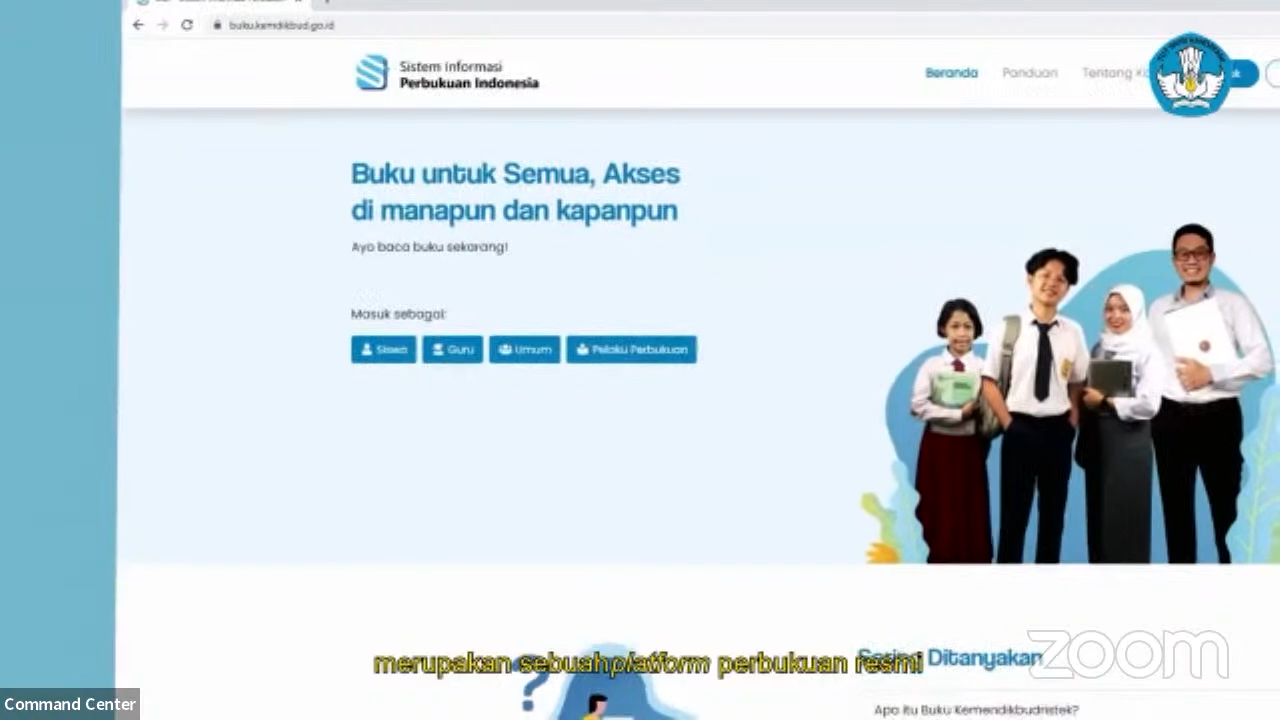 buku.kemdikbud.go.id
Sistem Informasi
Perbukuan Indonesia
Beranda
Panduan
Tentang
Buku untuk Semua, Akses
di manapun dan kapanpun
Ayo baca buku sekarang!
Masuk sebagai:
Siswa
Guru
Umum
Pelaku Perbukuan
merupakan sebuah platform perbukuan resmi
Sering Ditanyakan
zoom
Command Center
Apa itu Buku Kemendikbudristek?